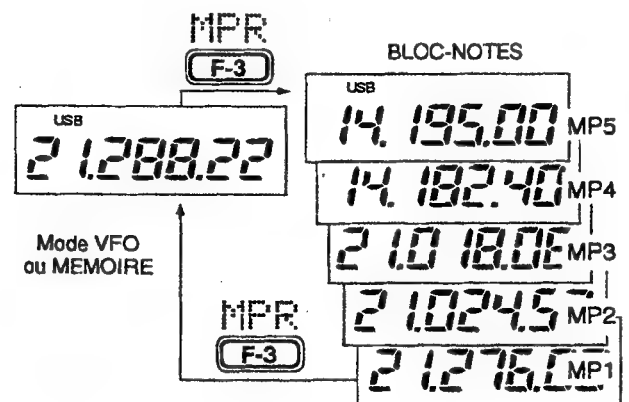 MPR
F-3
BLOC-NOTES
USB
21.288.22
USB
14.195.00 MP5
14.182.40 MP4
21.018.0 MP3
21.024.5 MP2
21.276. MP1
Mode VFO
ou MEMOIRE
MPR
F-3